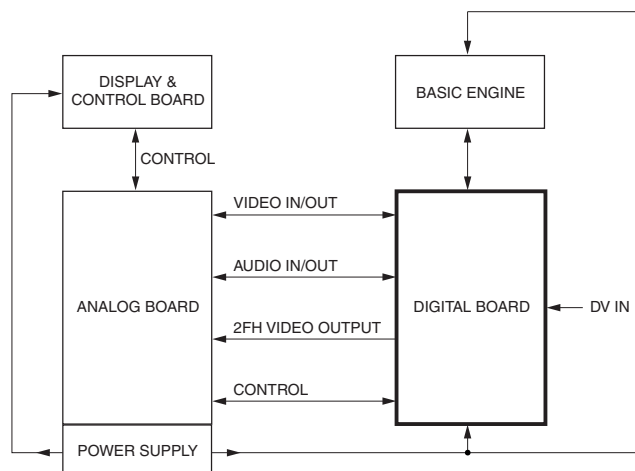 DISPLAY &
CONTROL BOARD
BASIC ENGINE
CONTROL
VIDEO IN/OUT
AUDIO IN/OUT
ANALOG BOARD
2FH VIDEO OUTPUT
DIGITAL BOARD
DV IN
CONTROL
POWER SUPPLY